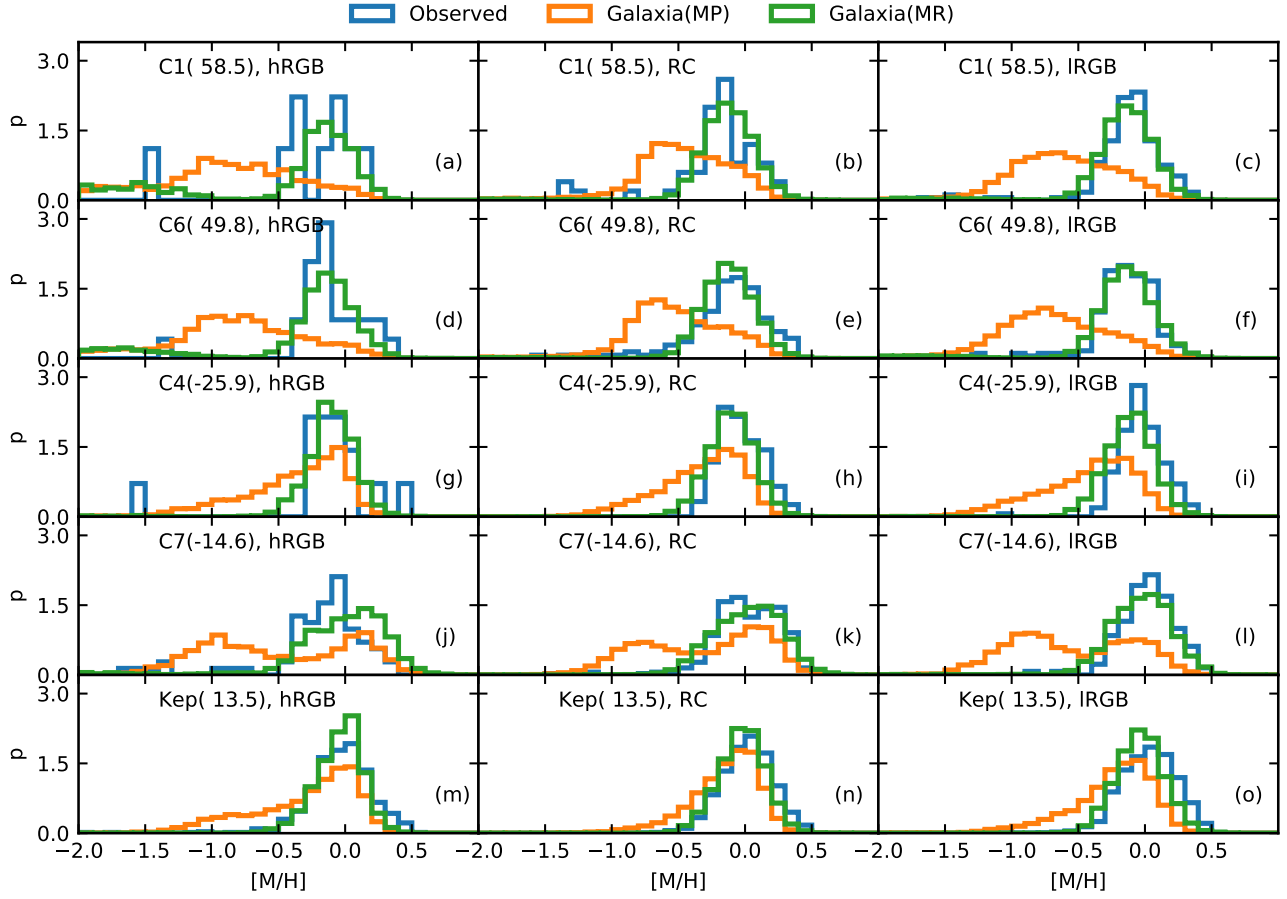 Observed Galaxia(MP) Galaxia(MR)
3.0 C1( 58.5), hRGB C1( 58.5), RC C1( 58.5), lRGB
p 1.5 (a) (b) (c)
0.0
3.0 C6( 49.8), hRGB C6( 49.8), RC C6( 49.8), lRGB
p 1.5 (d) (e) (f)
0.0
3.0 C4(-25.9), hRGB C4(-25.9), RC C4(-25.9), lRGB
p 1.5 (g) (h) (i)
0.0
3.0 C7(-14.6), hRGB C7(-14.6), RC C7(-14.6), lRGB
p 1.5 (j) (k) (l)
0.0
3.0 Kep( 13.5), hRGB Kep( 13.5), RC Kep( 13.5), lRGB
p 1.5 (m) (n) (o)
0.0
−2.0 −1.5 −1.0 −0.5 0.0 0.5 −2.0 −1.5 −1.0 −0.5 0.0 0.5 −2.0 −1.5 −1.0 −0.5 0.0 0.5
[M/H] [M/H] [M/H]